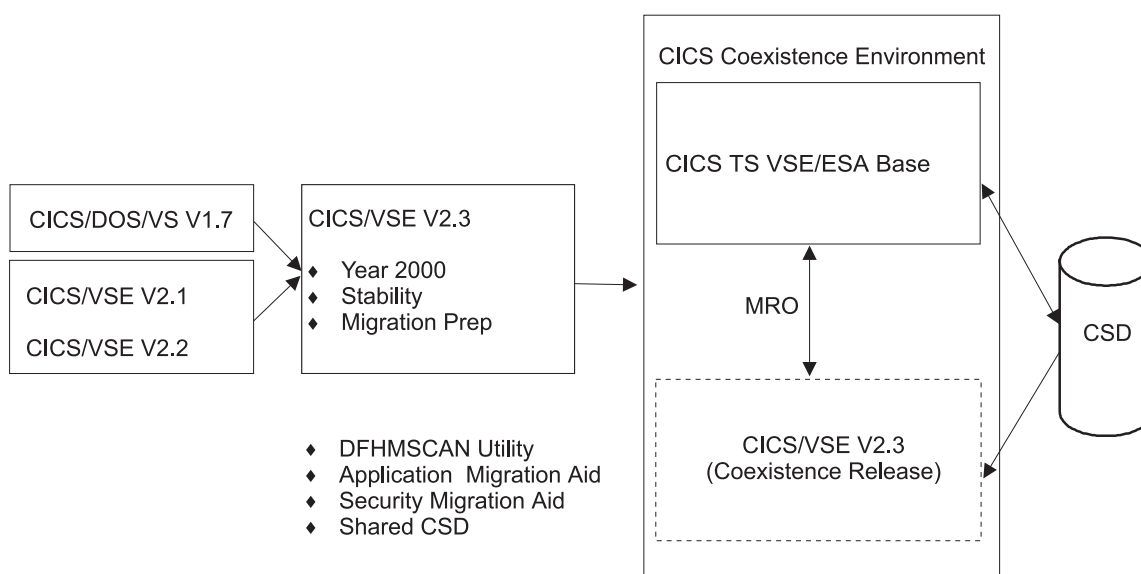 CICS/DOS/VS V1.7
CICS/VSE V2.1
CICS/VSE V2.2
CICS/VSE V2.3
♦ Year 2000
♦ Stability
♦ Migration Prep
♦ DFHMSCAN Utility
♦ Application Migration Aid
♦ Security Migration Aid
♦ Shared CSD
CICS Coexistence Environment
CICS TS VSE/ESA Base
MRO
CICS/VSE V2.3
(Coexistence Release)
CSD